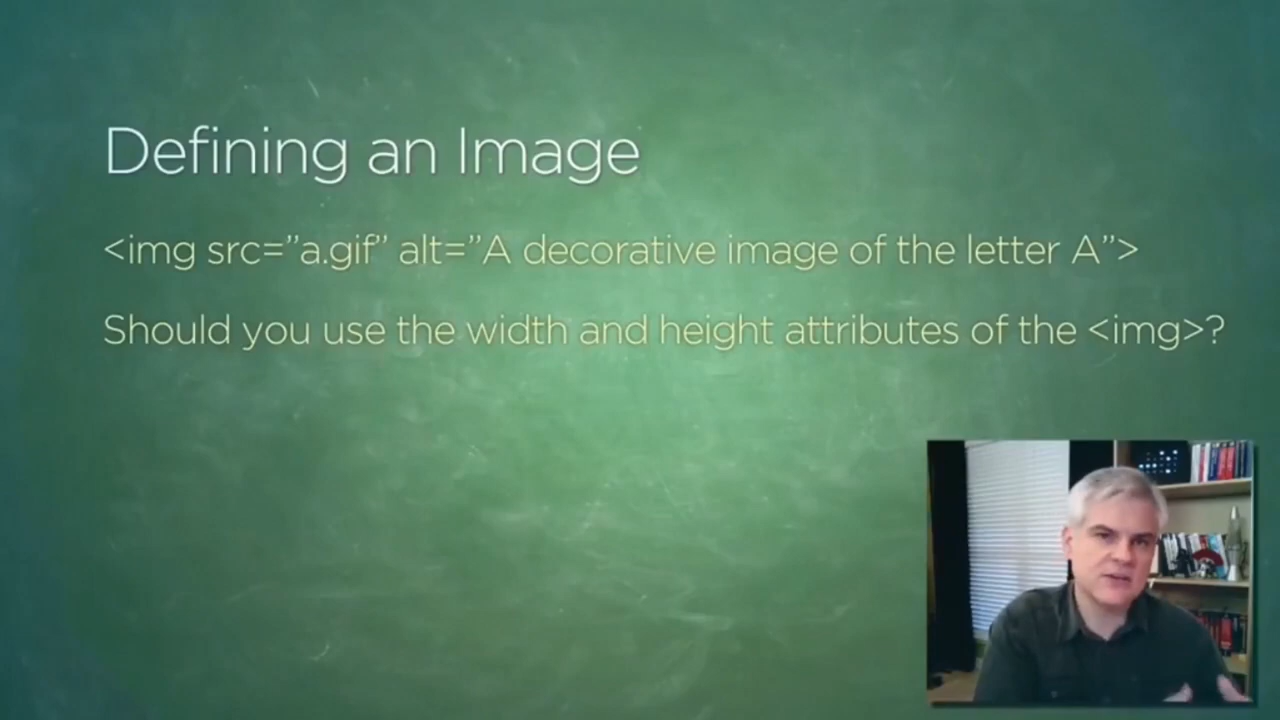 Defining an Image
<img src=”a.gif” alt=”A decorative image of the letter A”>
Should you use the width and height attributes of the <img>?